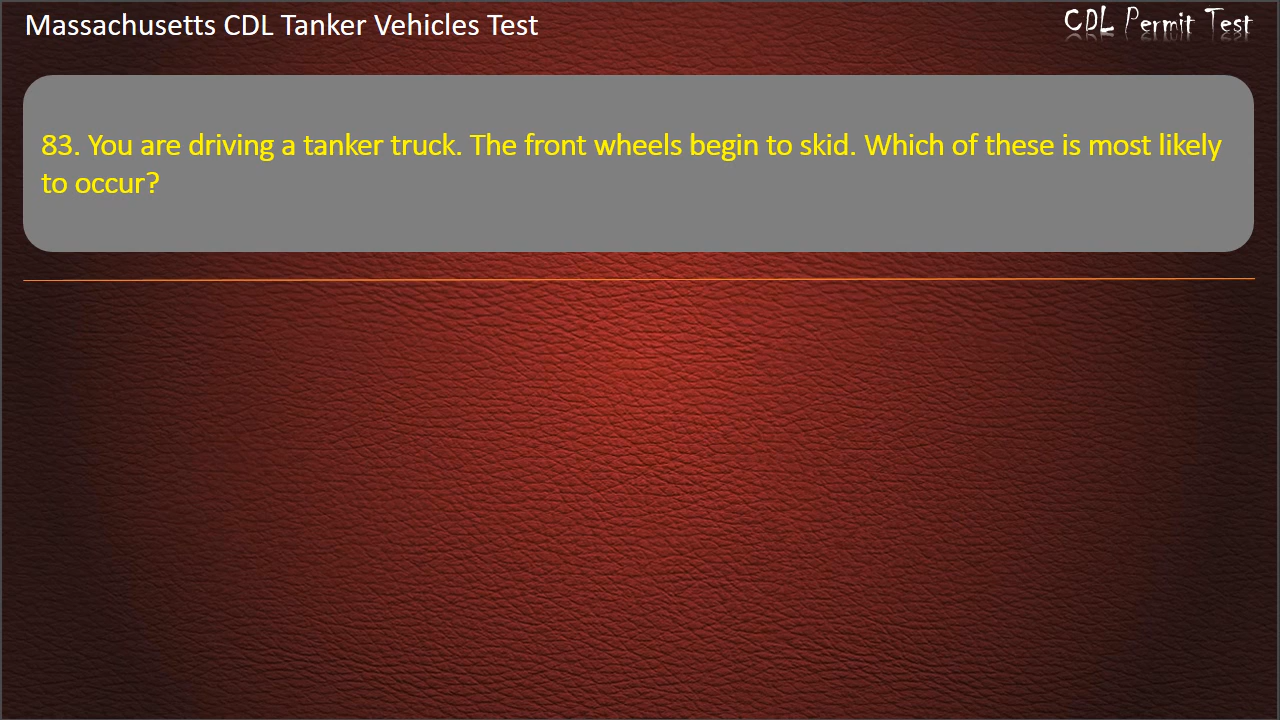 Massachusetts CDL Tanker Vehicles Test
CDL Permit Test
83. You are driving a tanker truck. The front wheels begin to skid. Which of these is most likely
to occur?